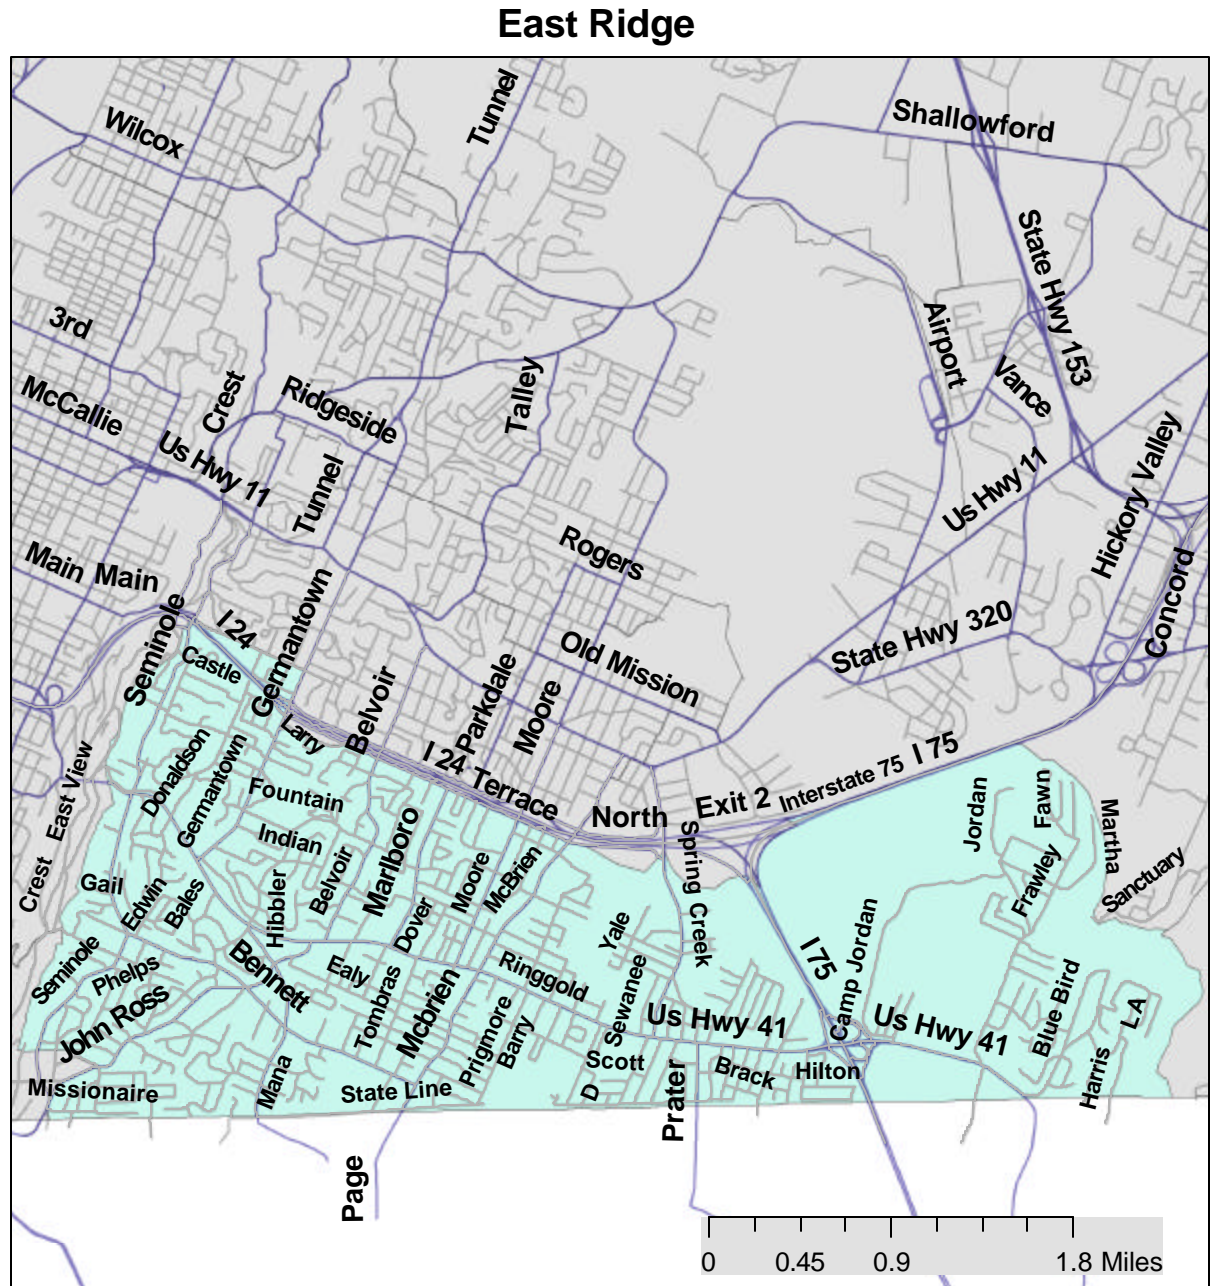 East Ridge
Tunnel
Wilcox
Shallowford
State Hwy 153
3rd
Airport
Vance
McCallie
Crest
Ridgeside
Talley
Us Hwy 11
Tunnel
Us Hwy 11
Hickory Valley
Rogers
Main Main
Concord
Seminole
I 24
Germantown
State Hwy 320
Castle
Old Mission
Belvoir
Parkdale
Moore
Larry
I 24 Terrace
I 75
Interstate 75
Exit 2
North
East View
Donaldson
Germantown
Fountain
Indian
Marlboro
Jordan
Fawn
Martha
Spring Creek
Crest
Gail
Edwin
Bales
Hibbler
Belvoir
Dover
Moore
McBrien
Frawley
Sanctuary
Yale
Camp Jordan
I 75
Seminole
Phelps
Bennett
Ealy
Ringgold
Sewanee
John Ross
Tombras
Mcbrien
Prigmore
Barry
Us Hwy 41
Us Hwy 41
Blue Bird
LA
Scott
Brack
Hilton
Harris
Missionaire
Mana
State Line
D
Prater
Page
0 0.45 0.9 1.8 Miles